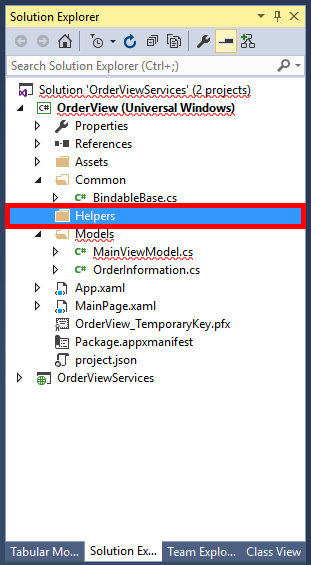 Solution Explorer
Search Solution Explorer (Ctrl+;)
Solution 'OrderViewServices' (2 projects)
C# OrderView (Universal Windows)
Properties
References
Assets
Common
C# BindableBase.cs
Helpers
Models
C# MainViewModel.cs
C# OrderInformation.cs
App.xaml
MainPage.xaml
OrderView_TemporaryKey.pfx
Package.appxmanifest
project.json
OrderViewServices
Tabular Mo... Solution Ex... Team Explo... Class View